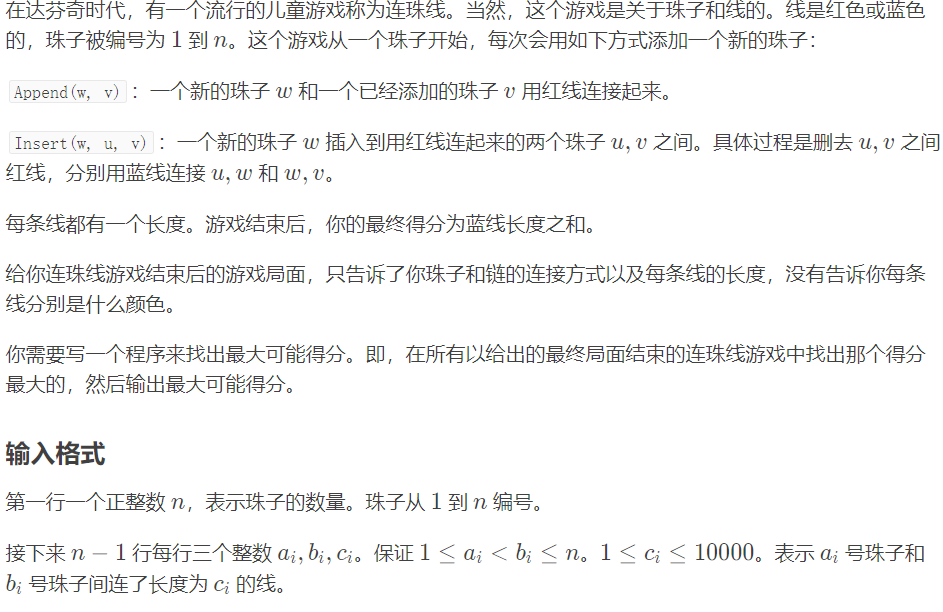 在达芬奇时代，有一个流行的儿童游戏称为连珠线。当然，这个游戏是关于珠子和线的。线是红色或蓝色
的，珠子被编号为 1 到 n。这个游戏从一个珠子开始，每次会用如下方式添加一个新的珠子：
Append(w, v)：一个新的珠子 w 和一个已经添加的珠子 v 用红线连接起来。
Insert(w, u, v)：一个新的珠子 w 插入到用红线连起来的两个珠子 u, v 之间。具体过程是删去 u, v 之间
红线，分别用蓝线连接 u, w 和 w, v。
每条线都有一个长度。游戏结束后，你的最终得分为蓝线长度之和。
给你连珠线游戏结束后的游戏局面，只告诉了你珠子和链的连接方式以及每条线的长度，没有告诉你每条
线分别是什么颜色。
你需要写一个程序来找出最大可能得分。即，在所有以给出的最终局面结束的连珠线游戏中找出那个得分
最大的，然后输出最大可能得分。
输入格式
第一行一个正整数 n，表示珠子的数量。珠子从 1 到 n 编号。
接下来 n − 1 行每行三个整数 aᵢ, bᵢ, cᵢ。保证 1 ≤ aᵢ < bᵢ ≤ n。1 ≤ cᵢ ≤ 10000。表示 aᵢ 号珠子和
bᵢ 号珠子间连了长度为 cᵢ 的线。